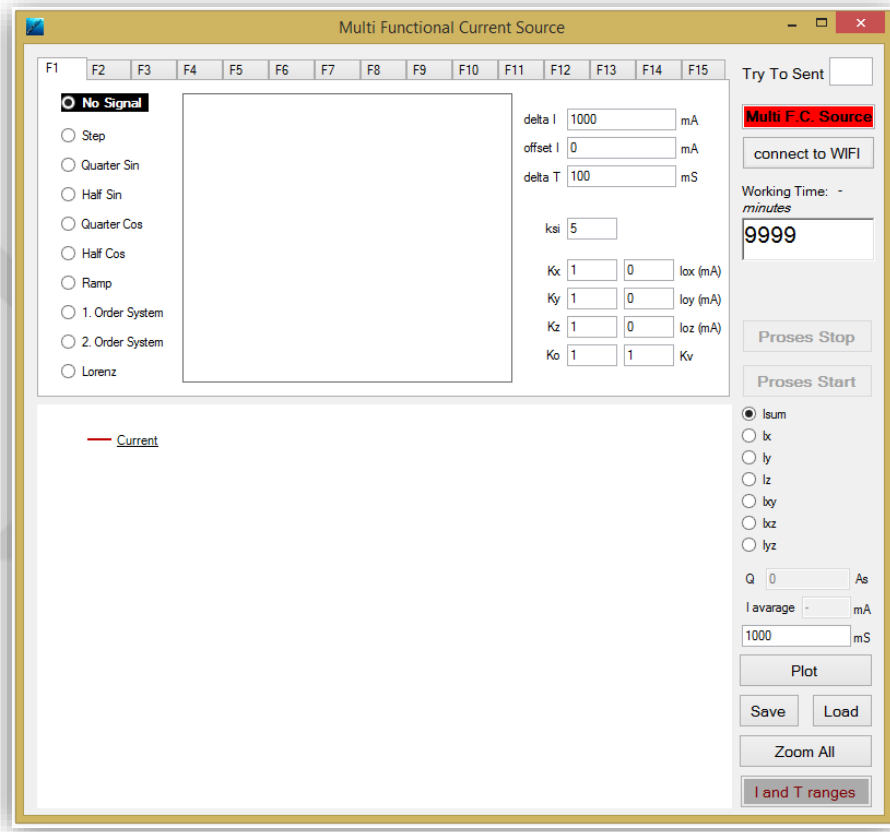 Multi Functional Current Source
F1 F2 F3 F4 F5 F6 F7 F8 F9 F10 F11 F12 F13 F14 F15
No Signal
Step
Quarter Sin
Half Sin
Quarter Cos
Half Cos
Ramp
1. Order System
2. Order System
Lorenz
delta I 1000 mA
offset I 0 mA
delta T 100 mS
ksi 5
Kx 1 0 Iox (mA)
Ky 1 0 Ioy (mA)
Kz 1 0 Ioz (mA)
Ko 1 1 Kv
Current
Try To Sent
Multi F.C. Source
connect to WIFI
Working Time: -
minutes
9999
Proses Stop
Proses Start
Isum
Ix
Iy
Iz
Ixy
Ixz
Iyz
Q 0 As
I avarage - mA
1000 mS
Plot
Save Load
Zoom All
I and T ranges